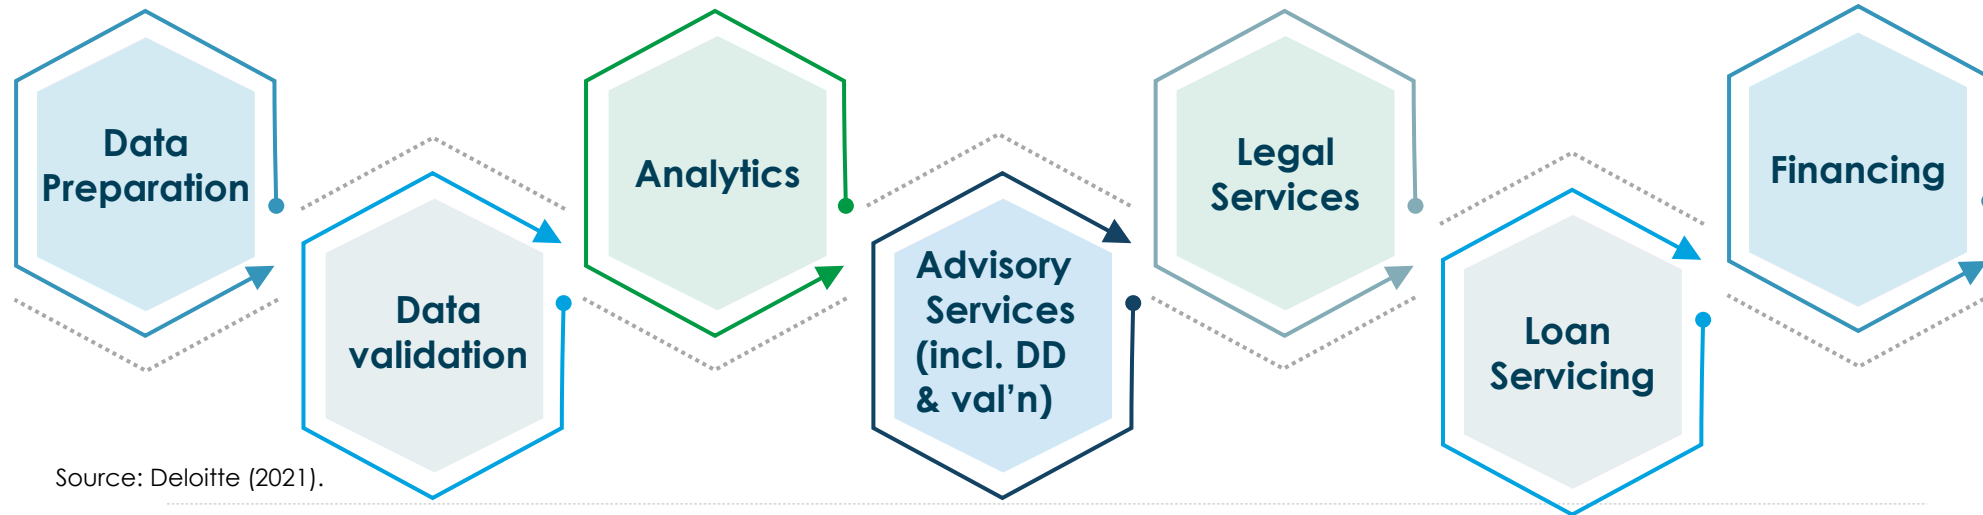 Data
Preparation
Data
validation
Analytics
Advisory
Services
(incl. DD
& val’n)
Legal
Services
Loan
Servicing
Financing
Source: Deloitte (2021).